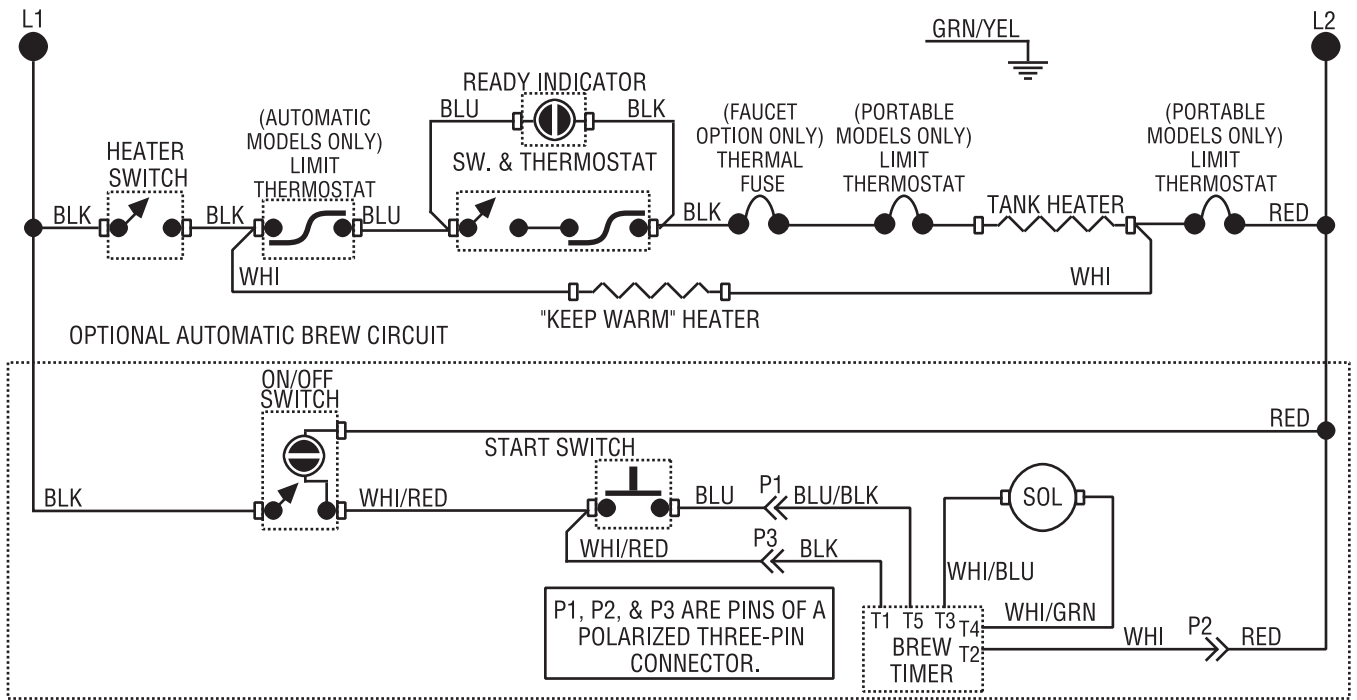 L1
L2
GRN/YEL
READY INDICATOR
BLU
BLK
SW. & THERMOSTAT
(AUTOMATIC
MODELS ONLY)
LIMIT
THERMOSTAT
HEATER
SWITCH
(FAUCET
OPTION ONLY)
THERMAL
FUSE
(PORTABLE
MODELS ONLY)
LIMIT
THERMOSTAT
(PORTABLE
MODELS ONLY)
LIMIT
THERMOSTAT
TANK HEATER
BLK
BLK
BLU
BLK
RED
WHI
WHI
"KEEP WARM" HEATER
OPTIONAL AUTOMATIC BREW CIRCUIT
ON/OFF
SWITCH
RED
START SWITCH
BLK
WHI/RED
BLU
P1
BLU/BLK
SOL
WHI/RED
P3
BLK
WHI/BLU
WHI/GRN
P1, P2, & P3 ARE PINS OF A
POLARIZED THREE-PIN
CONNECTOR.
T1 T5 T3 T4
BREW T2
TIMER
WHI
P2
RED